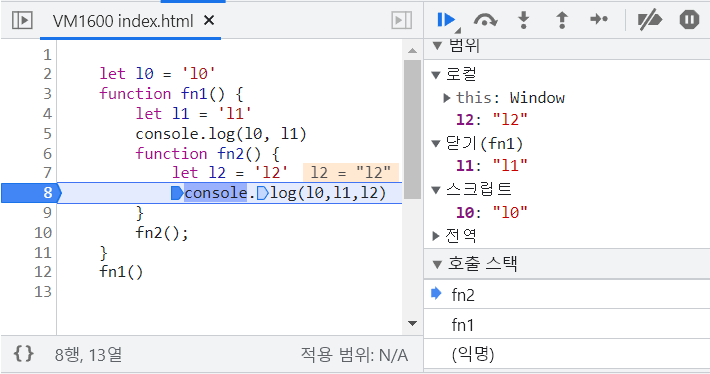 VM1600 index.html ✕
1
2 let l0 = 'l0'
3 function fn1() {
4 let l1 = 'l1'
5 console.log(l0, l1)
6 function fn2() {
7 let l2 = 'l2' l2 = "l2"
8 console.log(l0,l1,l2)
9 }
10 fn2();
11 }
12 fn1()
13
{} 8행, 13열 적용 범위: N/A
범위
로컬
this: Window
l2: "l2"
닫기(fn1)
l1: "l1"
스크립트
l0: "l0"
전역
호출 스택
fn2
fn1
(익명)